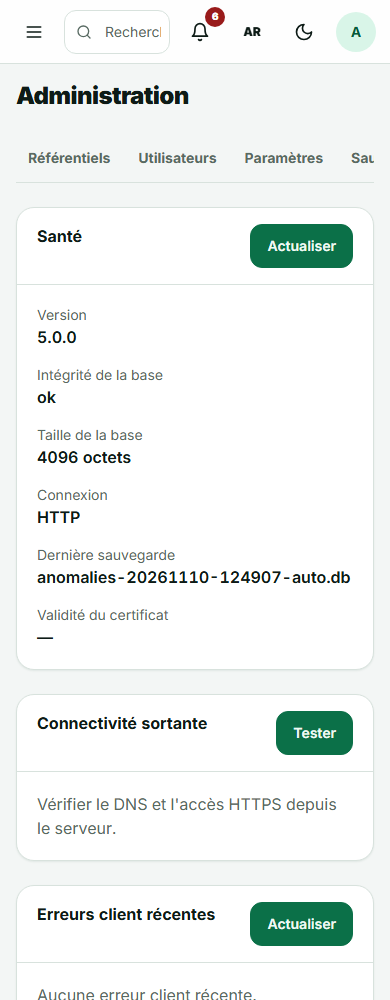 Recherc
6
AR
A
Administration
Référentiels Utilisateurs Paramètres Sau
Santé
Actualiser
Version
5.0.0
Intégrité de la base
ok
Taille de la base
4096 octets
Connexion
HTTP
Dernière sauvegarde
anomalies-20261110-124907-auto.db
Validité du certificat
—
Connectivité sortante
Tester
Vérifier le DNS et l'accès HTTPS depuis
le serveur.
Erreurs client récentes
Actualiser
Aucune erreur client récente.